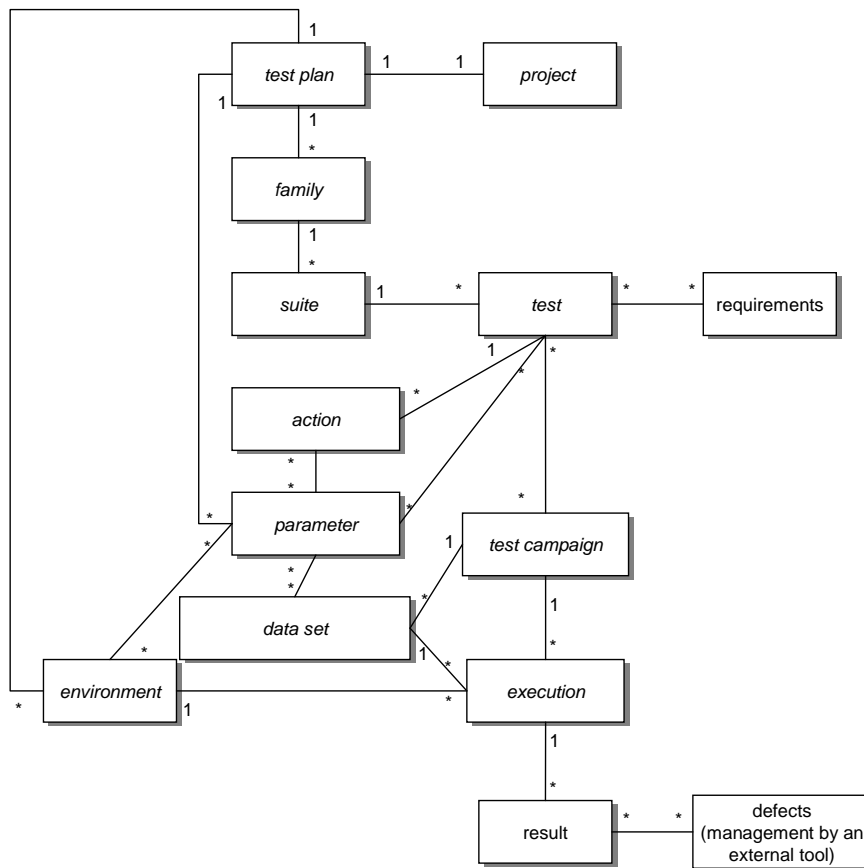 1
test plan
1
1
project
1
1
*
family
1
*
suite
1
*
test
*
*
requirements
1
*
*
*
action
*
*
*
parameter
*
*
*
1
test campaign
*
*
*
data set
1
*
1
*
*
environment
*
1
*
execution
1
*
result
*
*
defects
(management by an
external tool)